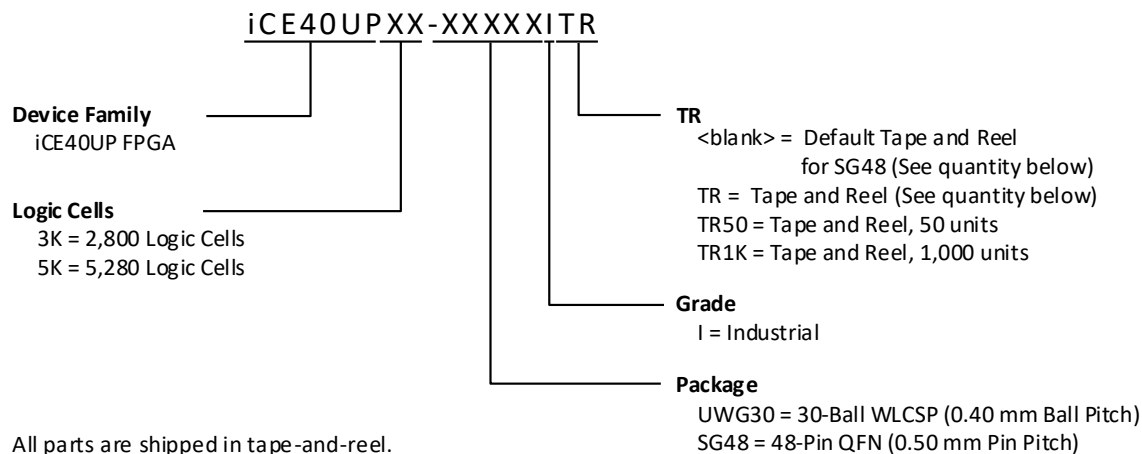 iCE40UPXX-XXXXXITR
Device Family
iCE40UP FPGA
Logic Cells
3K = 2,800 Logic Cells
5K = 5,280 Logic Cells
TR
<blank> = Default Tape and Reel
for SG48 (See quantity below)
TR = Tape and Reel (See quantity below)
TR50 = Tape and Reel, 50 units
TR1K = Tape and Reel, 1,000 units
Grade
I = Industrial
Package
UWG30 = 30-Ball WLCSP (0.40 mm Ball Pitch)
SG48 = 48-Pin QFN (0.50 mm Pin Pitch)
All parts are shipped in tape-and-reel.